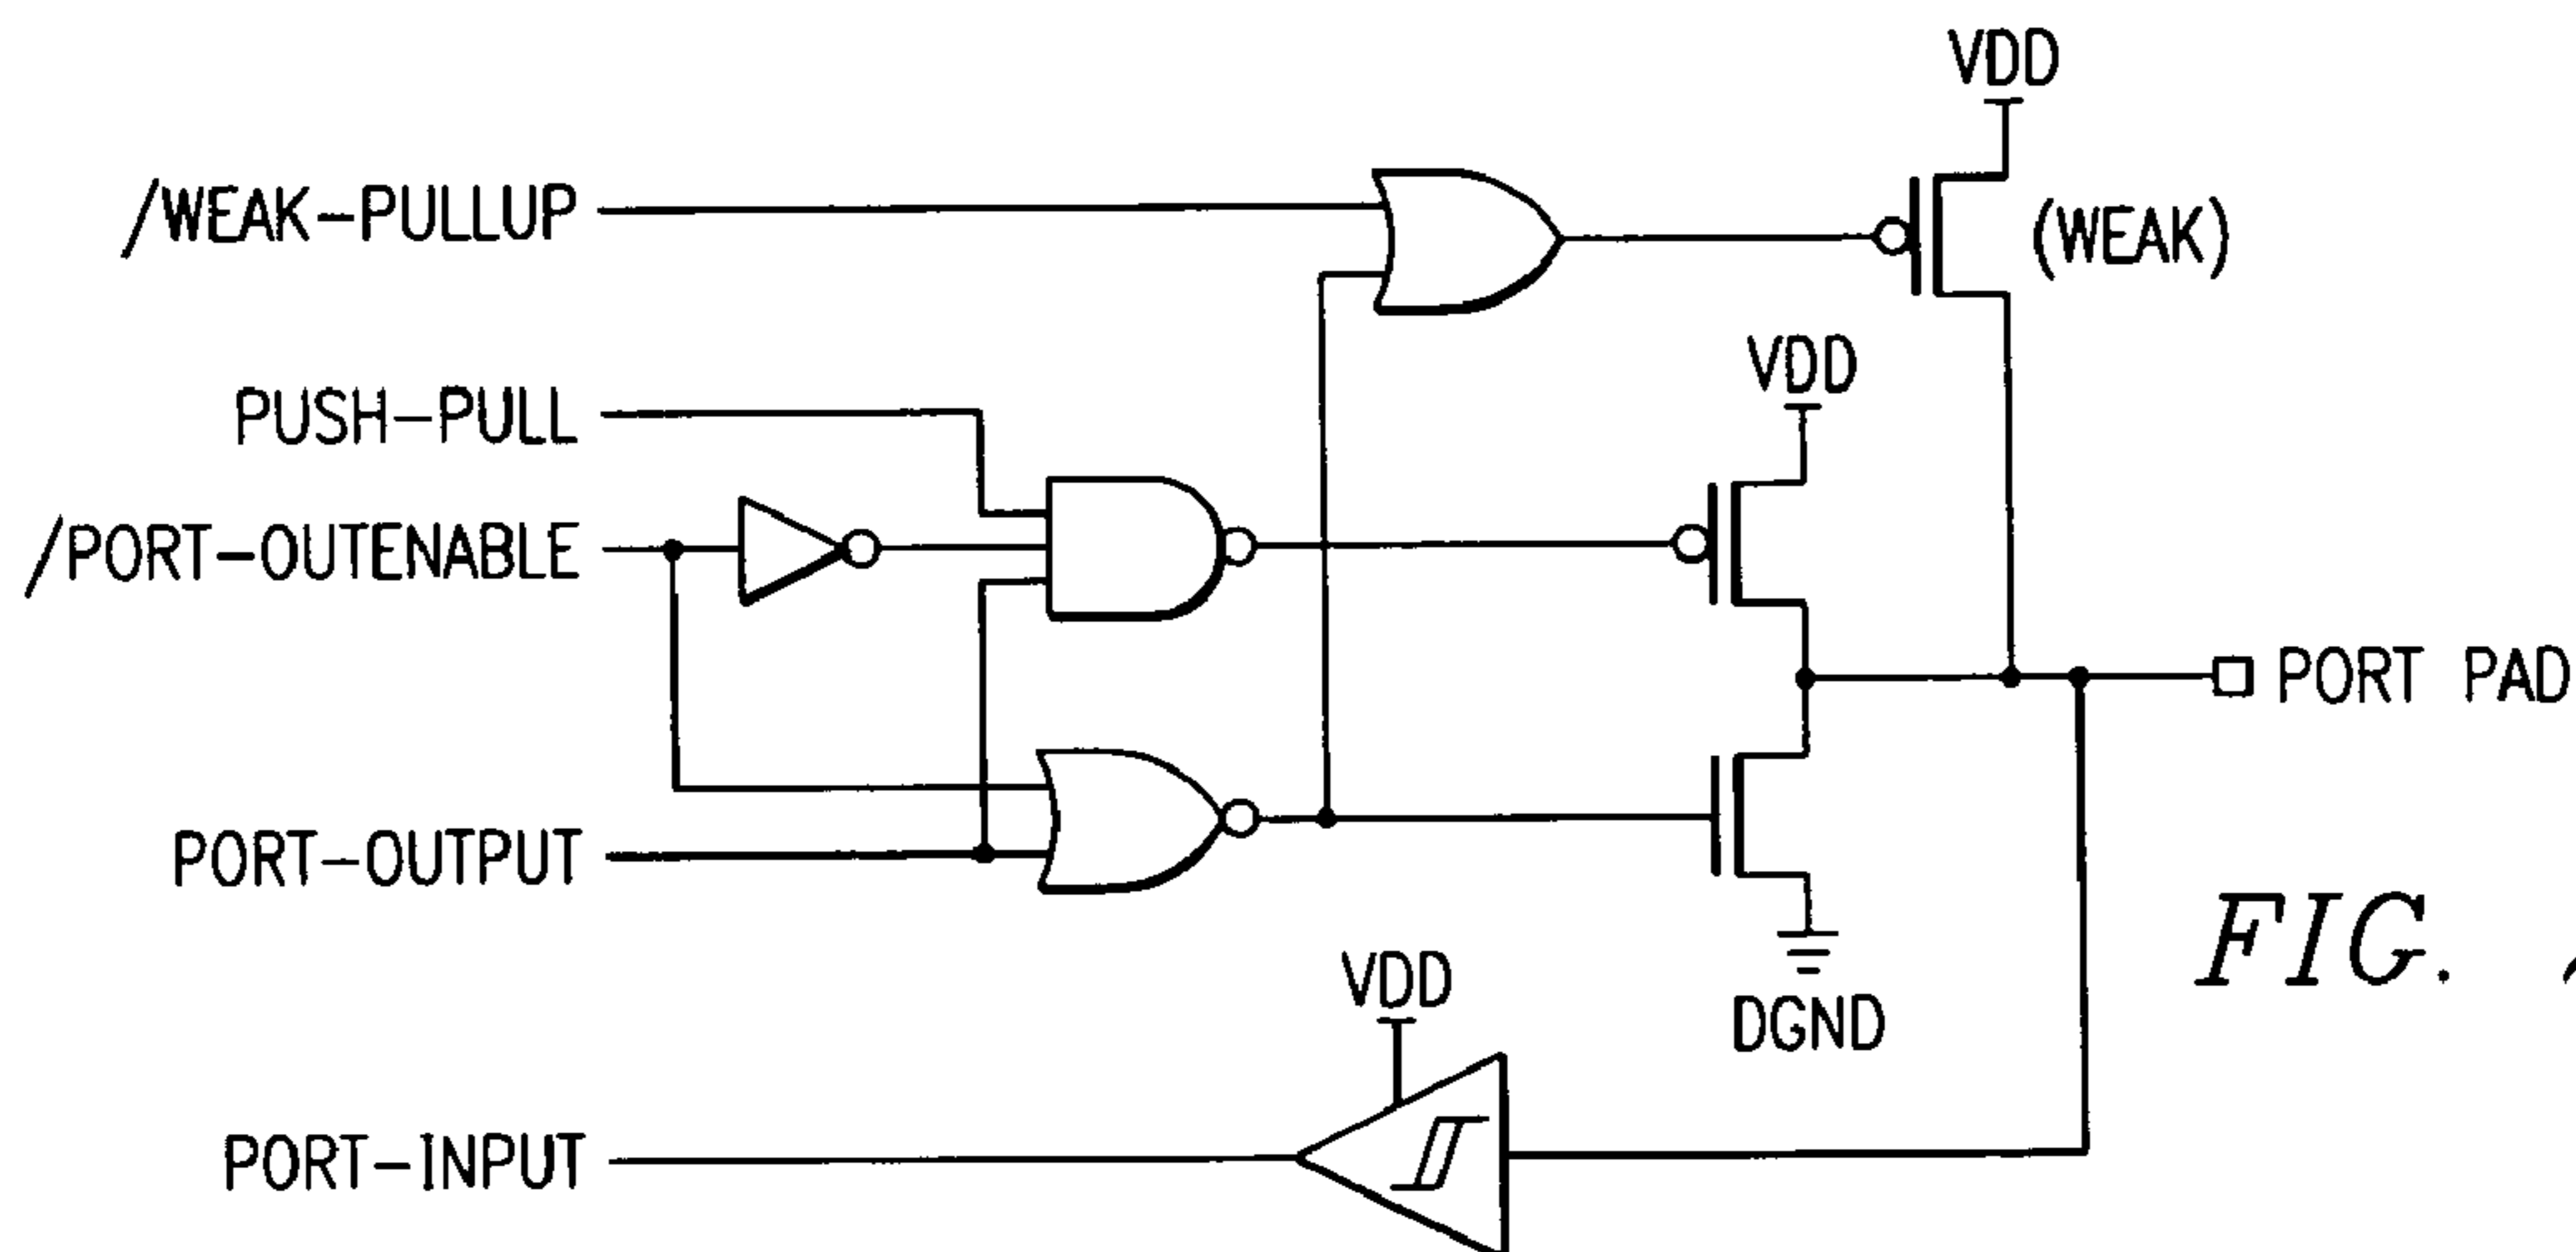 VDD
/WEAK-PULLUP
(WEAK)
VDD
PUSH-PULL
/PORT-OUTENABLE
PORT PAD
PORT-OUTPUT
FIG.
VDD
DGND
PORT-INPUT